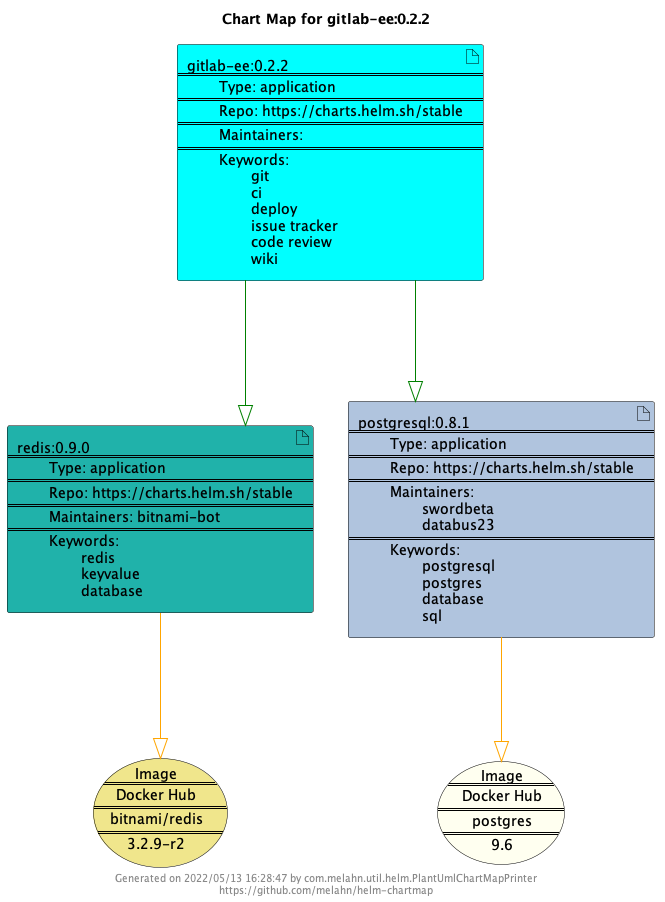 Chart Map for gitlab-ee:0.2.2
gitlab-ee:0.2.2
Type: application
Repo: https://charts.helm.sh/stable
Maintainers:
Keywords:
git
ci
deploy
issue tracker
code review
wiki
redis:0.9.0
Type: application
Repo: https://charts.helm.sh/stable
Maintainers: bitnami-bot
Keywords:
redis
keyvalue
database
postgresql:0.8.1
Type: application
Repo: https://charts.helm.sh/stable
Maintainers:
swordbeta
databus23
Keywords:
postgresql
postgres
database
sql
Image
Docker Hub
bitnami/redis
3.2.9-r2
Image
Docker Hub
postgres
9.6
Generated on 2022/05/13 16:28:47 by com.melahn.util.helm.PlantUmlChartMapPrinter
https://github.com/melahn/helm-chartmap